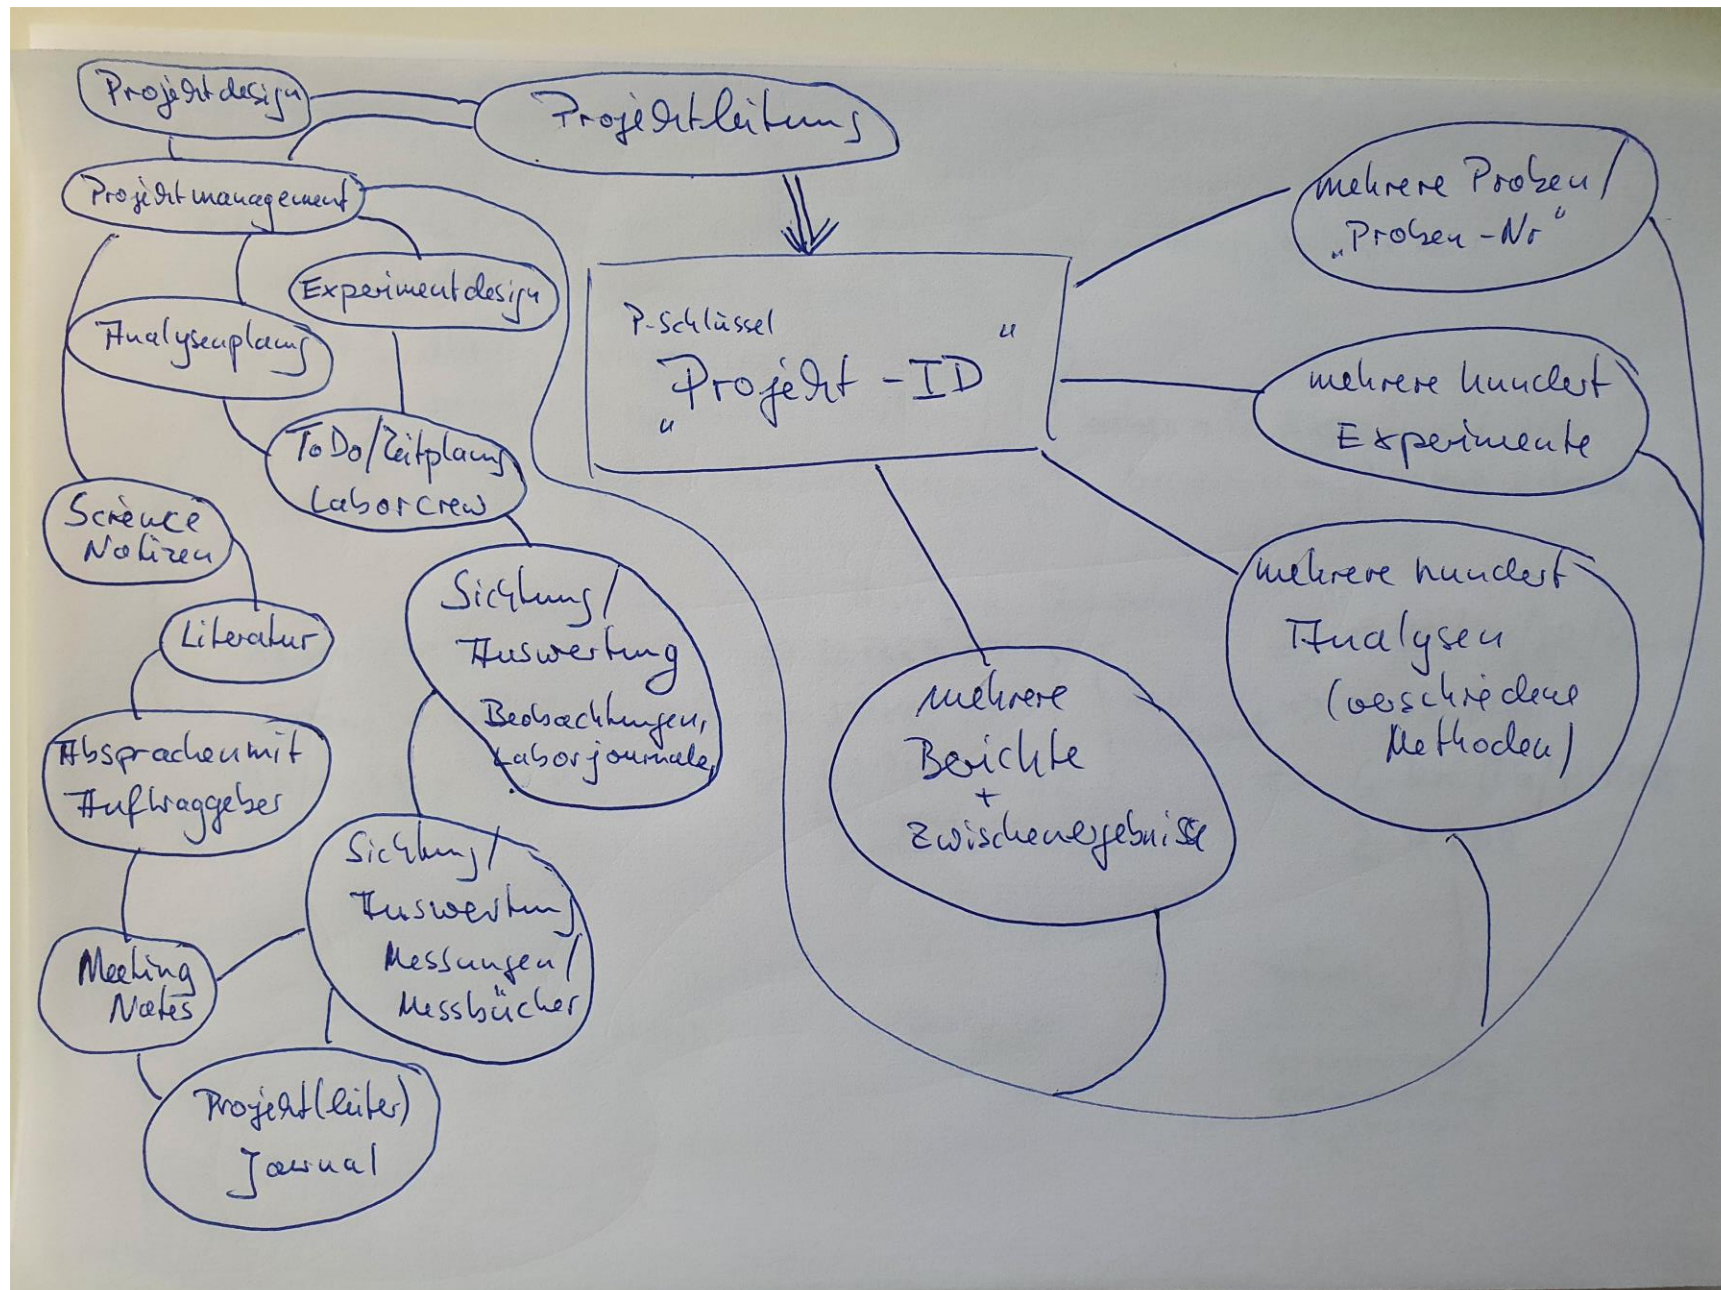 Projektdesign
Projektleitung
Projektmanagement
mehrere Proben/
„Proben-Nr"
Experimentdesign
P-Schlüssel
„Projekt-ID"
Analysenplanung
mehrere hundert
Experimente
ToDo/Zeitplanung
Laborcrew
Science
Notizen
mehrere hundert
Analysen
(verschiedene
Methoden)
Sichtung/
Auswertung
Beobachtungen,
Laborjournale,
Literatur
mehrere
Berichte
+
Zwischenergebnisse
Absprachen mit
Auftraggeber
Sichtung/
Auswertung
Messungen/
Messbücher
Meeting
Notes
Projekt(leiter)
Journal